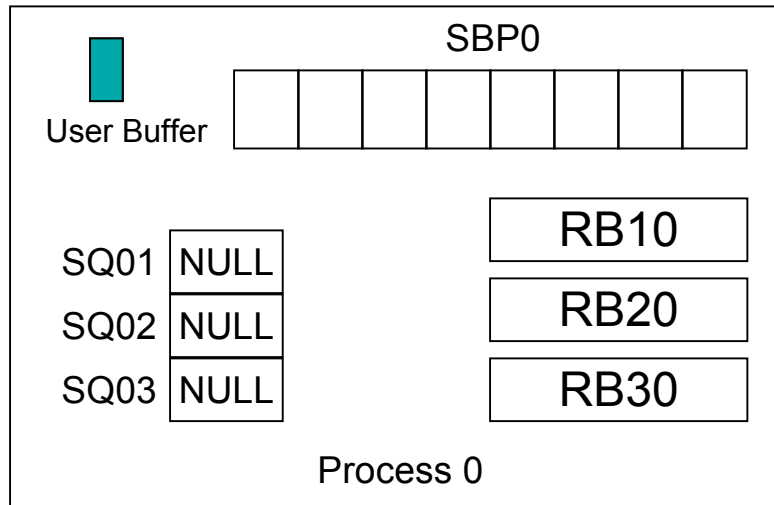 SBP0
User Buffer
RB10
SQ01 NULL
RB20
SQ02 NULL
RB30
SQ03 NULL
Process 0